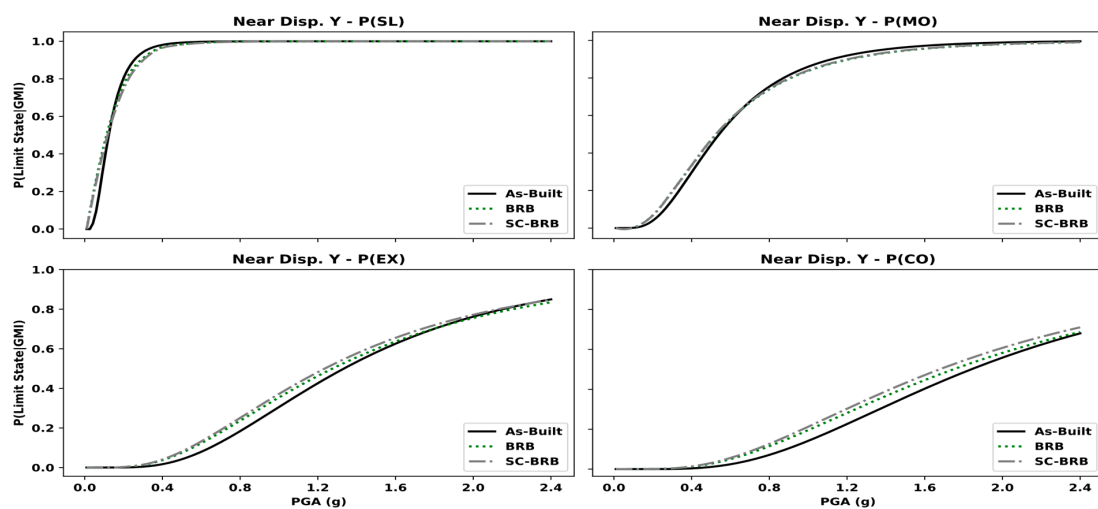 Near Disp. Y - P(SL)
P(Limit State|GMI)
1.0
0.8
0.6
0.4
0.2
0.0
As-Built
BRB
SC-BRB
Near Disp. Y - P(MO)
As-Built
BRB
SC-BRB
Near Disp. Y - P(EX)
P(Limit State|GMI)
1.0
0.8
0.6
0.4
0.2
0.0
As-Built
BRB
SC-BRB
0.0 0.4 0.8 1.2 1.6 2.0 2.4
PGA (g)
Near Disp. Y - P(CO)
As-Built
BRB
SC-BRB
0.0 0.4 0.8 1.2 1.6 2.0 2.4
PGA (g)